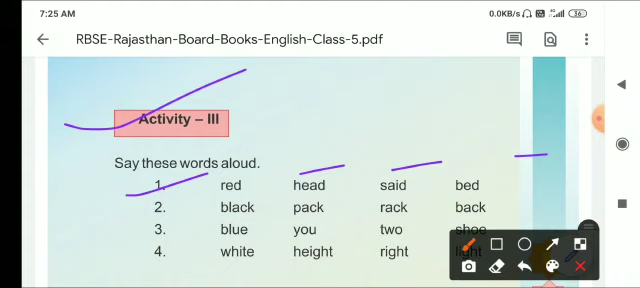 7:25 AM 0.0KB/s 36
RBSE-Rajasthan-Board-Books-English-Class-5.pdf
Activity – III
Say these words aloud.
1. red head said bed
2. black pack rack back
3. blue you two shoe
4. white height right light